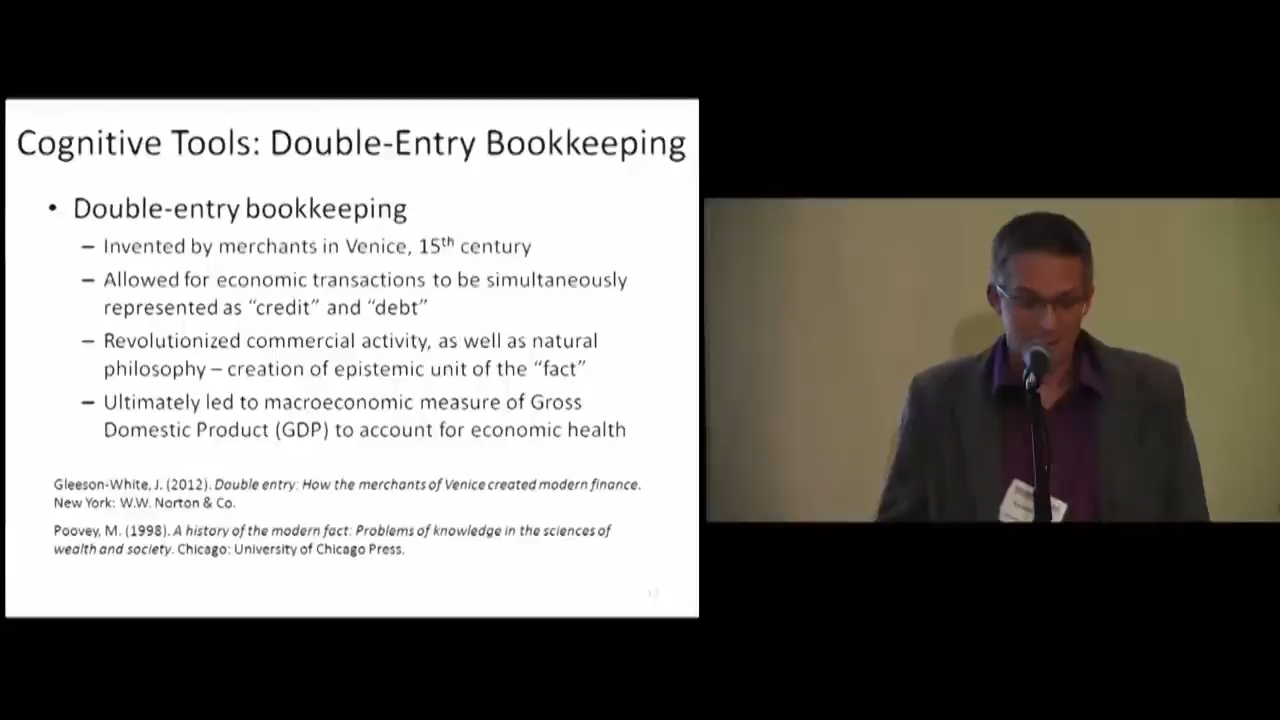 Cognitive Tools: Double-Entry Bookkeeping
• Double-entry bookkeeping
– Invented by merchants in Venice, 15th century
– Allowed for economic transactions to be simultaneously
represented as “credit” and “debt”
– Revolutionized commercial activity, as well as natural
philosophy – creation of epistemic unit of the “fact”
– Ultimately led to macroeconomic measure of Gross
Domestic Product (GDP) to account for economic health
Gleeson-White, J. (2012). Double entry: How the merchants of Venice created modern finance.
New York: W.W. Norton & Co.
Poovey, M. (1998). A history of the modern fact: Problems of knowledge in the sciences of
wealth and society. Chicago: University of Chicago Press.